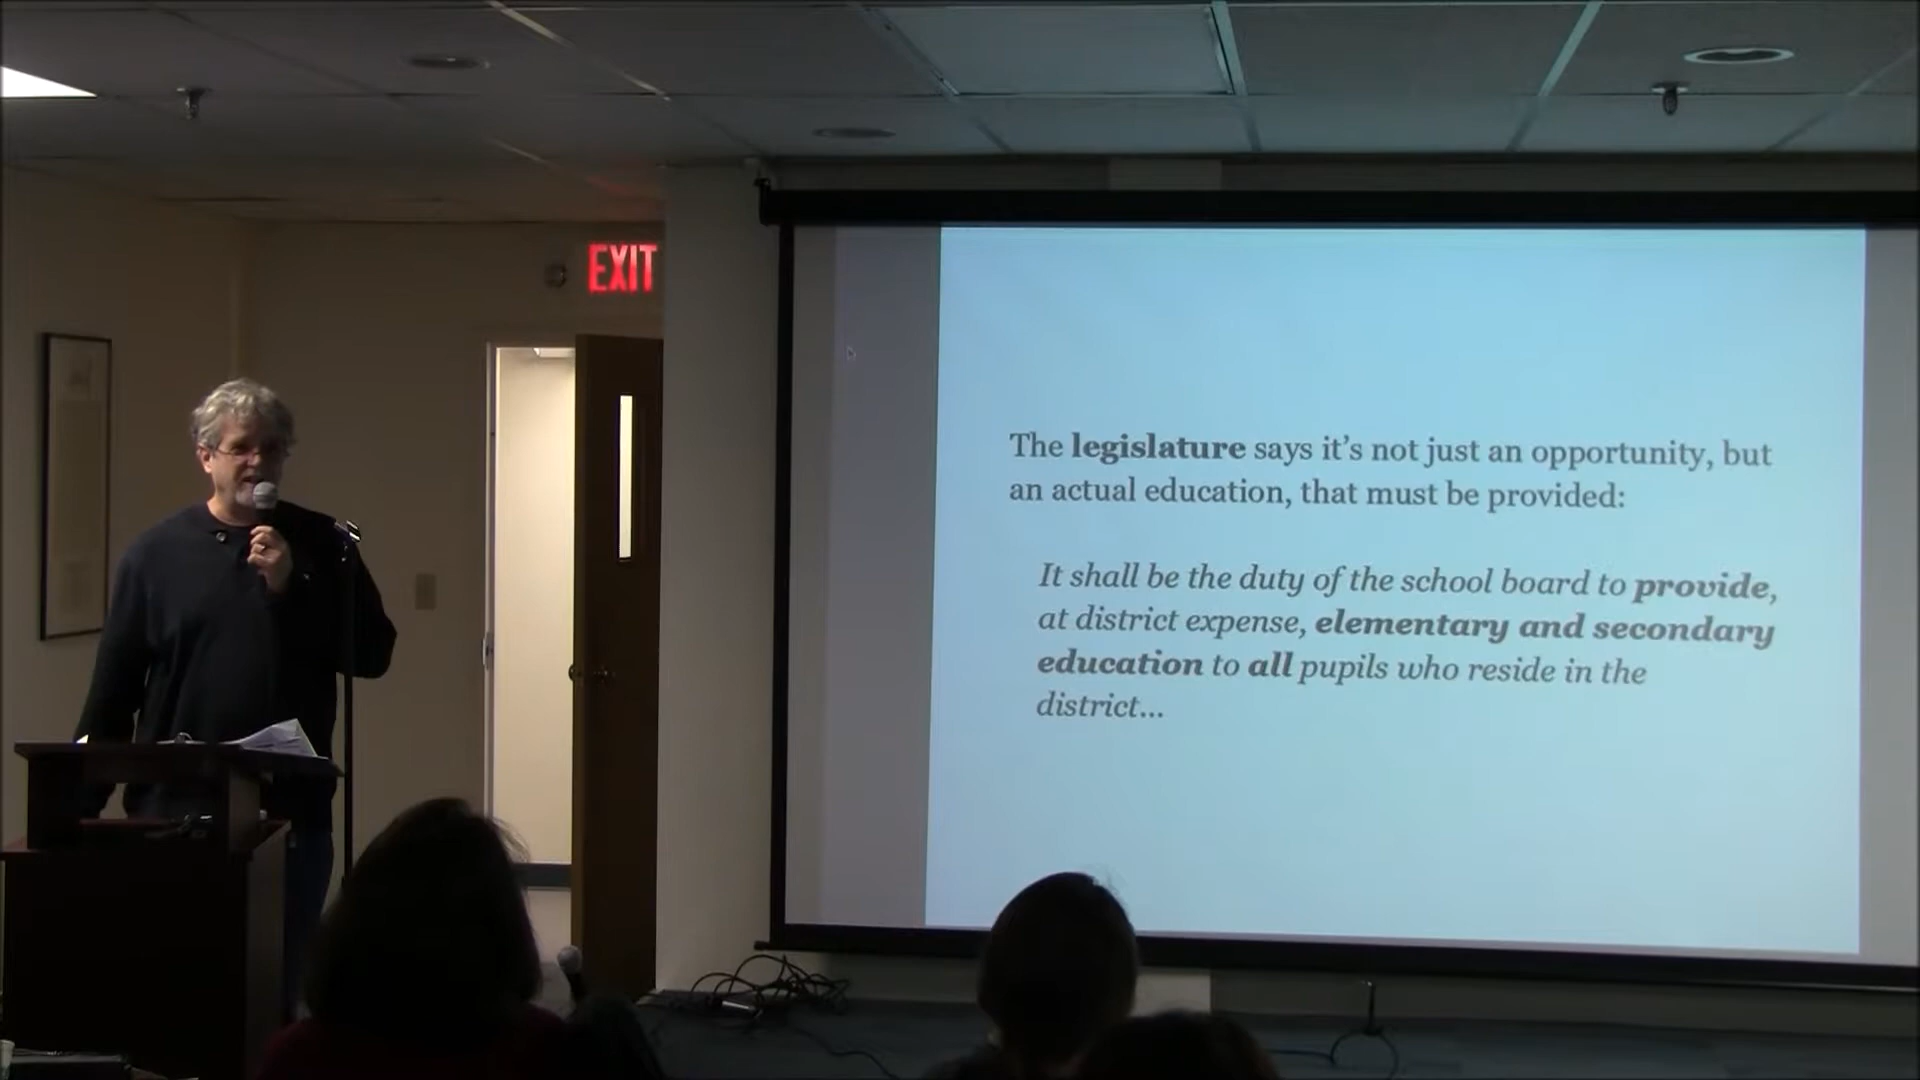 EXIT
The legislature says it's not just an opportunity, but
an actual education, that must be provided:
It shall be the duty of the school board to provide,
at district expense, elementary and secondary
education to all pupils who reside in the
district...